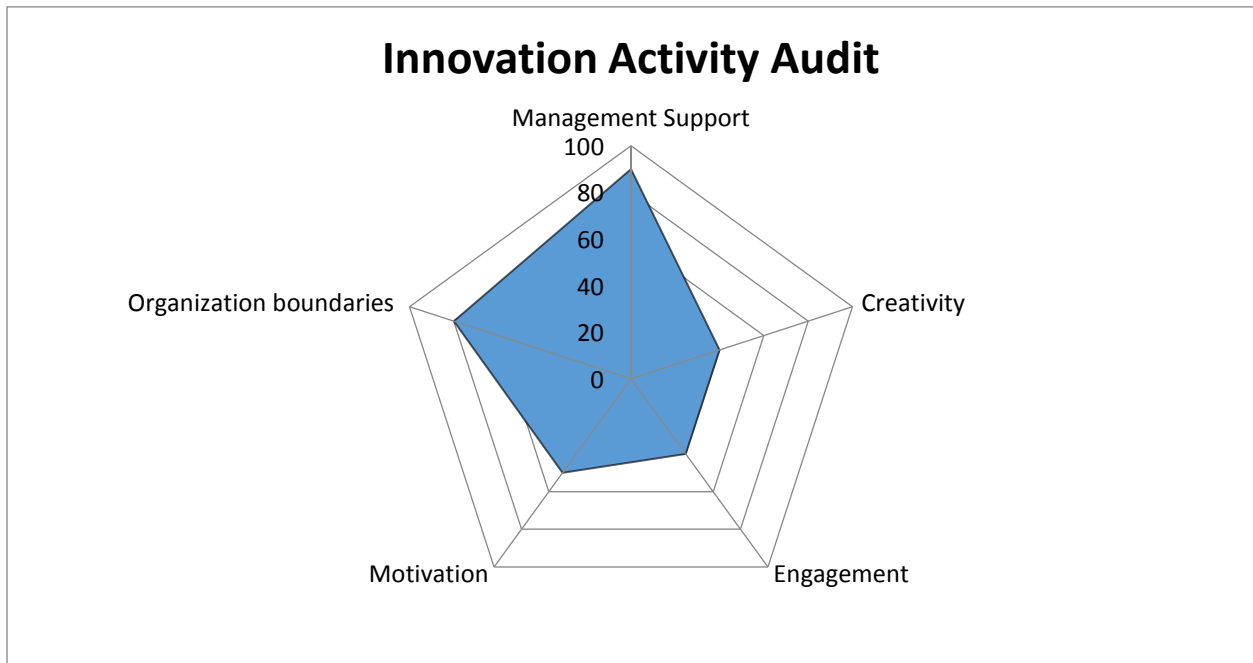 Innovation Activity Audit
Management Support
100
80
60
40
20
0
Creativity
Engagement
Motivation
Organization boundaries